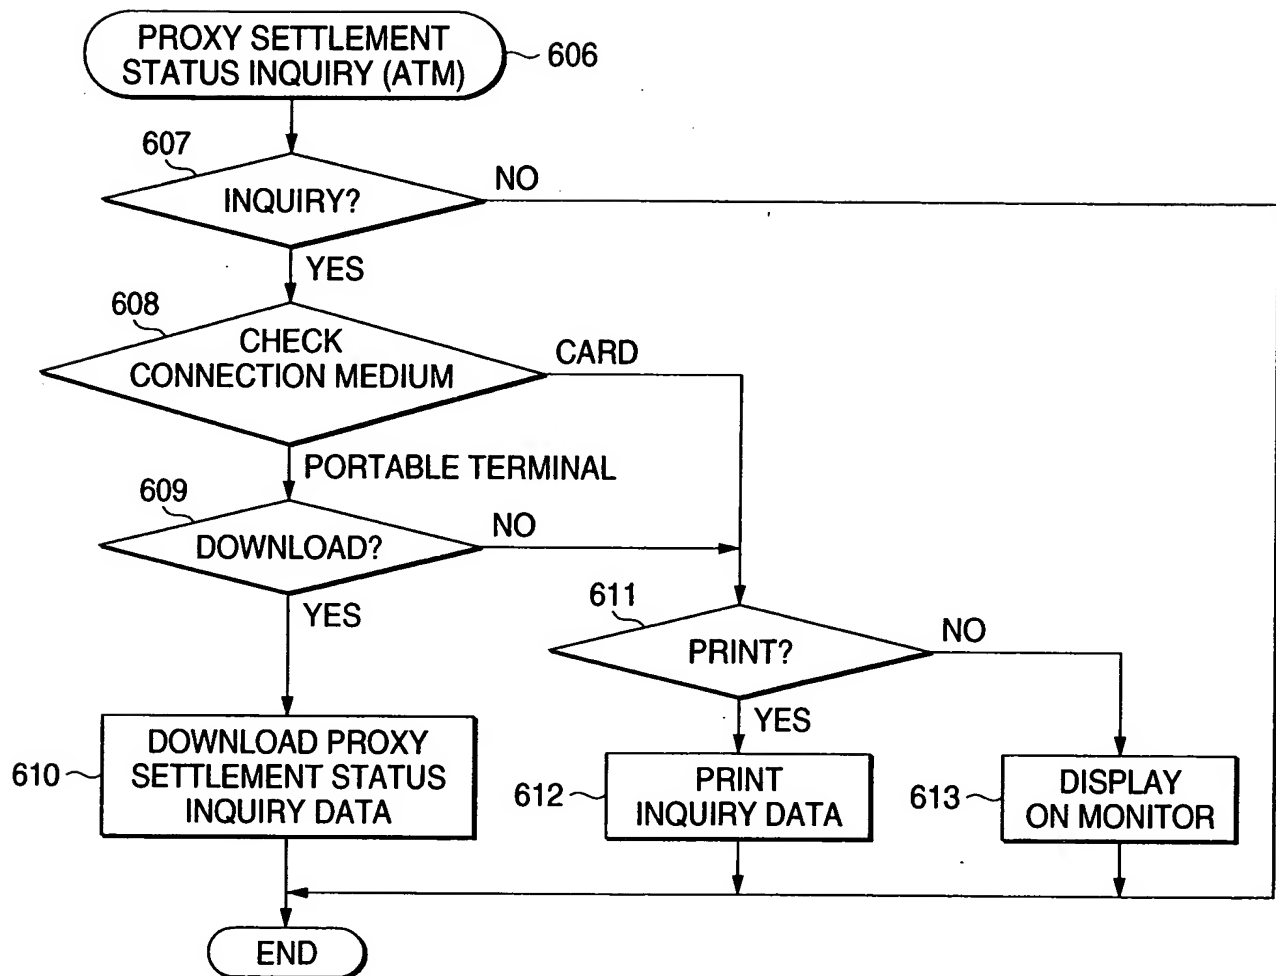 PROXY SETTLEMENT
STATUS INQUIRY (ATM)
606
607
INQUIRY?
NO
YES
608
CHECK
CONNECTION MEDIUM
CARD
PORTABLE TERMINAL
609
DOWNLOAD?
NO
YES
611
PRINT?
NO
YES
610
DOWNLOAD PROXY
SETTLEMENT STATUS
INQUIRY DATA
612
PRINT
INQUIRY DATA
613
DISPLAY
ON MONITOR
END